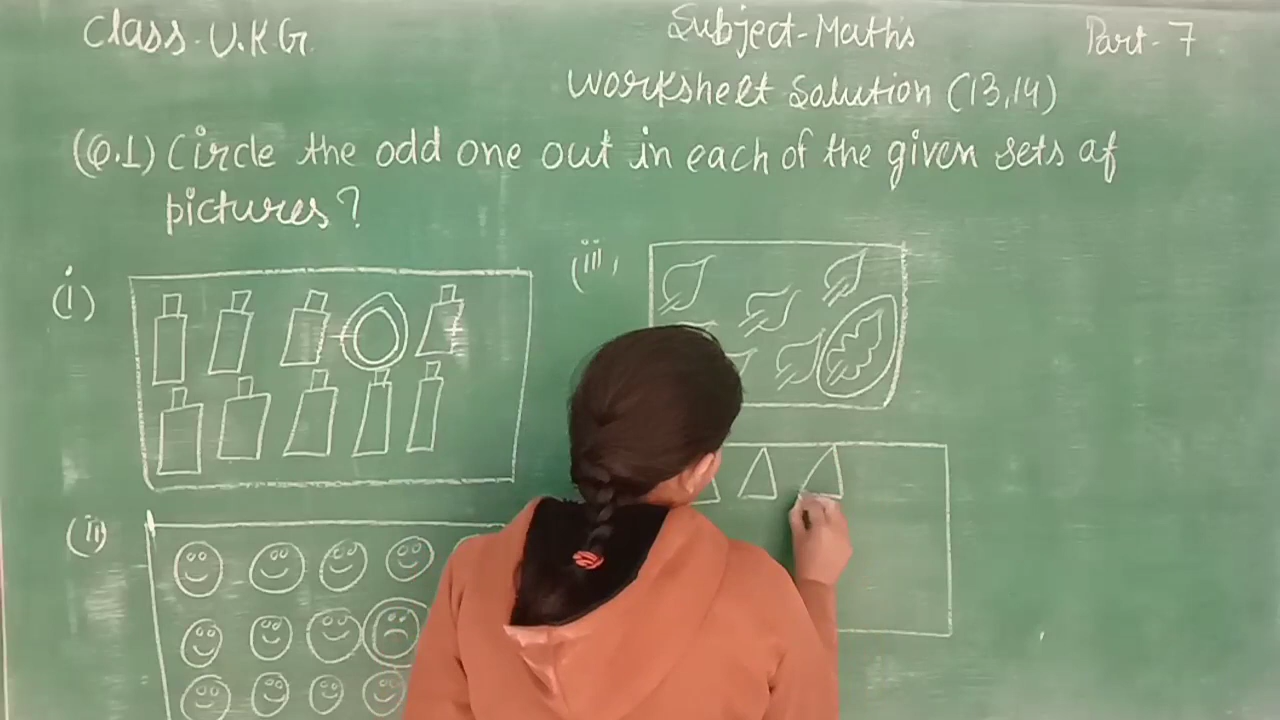 Class-U.K.G.
Subject-Maths
Part-7
Worksheet Solution (13,14)
(Q.1) Circle the odd one out in each of the given sets of
pictures?
(i)
(iii)
(ii)